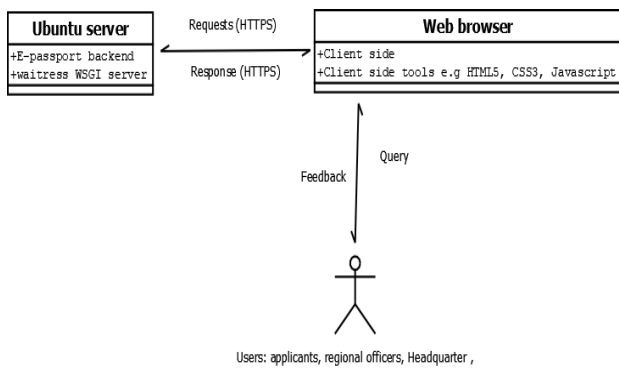 Ubuntu server
+E-passport backend
+waitress WSGI server
Requests (HTTPS)
Response (HTTPS)
Web browser
+Client side
+Client side tools e.g HTML5, CSS3, Javascript
Query
Feedback
Users: applicants, regional officers, Headquarter ,